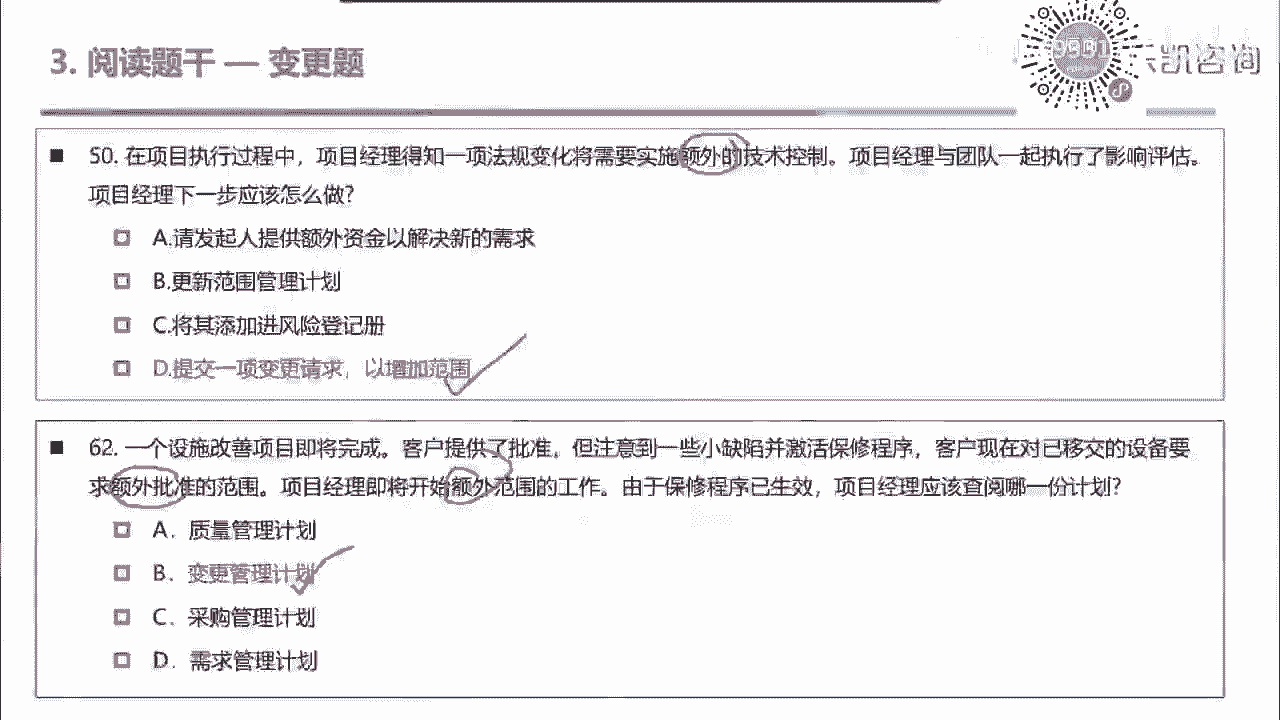 3. 阅读题干 — 变更题
凯咨询
50. 在项目执行过程中，项目经理得知一项法规变化将需要实施额外的技术控制。项目经理与团队一起执行了影响评估。
项目经理下一步应该怎么做?
A.请发起人提供额外资金以解决新的需求
B.更新范围管理计划
C.将其添加进风险登记册
D.提交一项变更请求，以增加范围
62. 一个设施改善项目即将完成。客户提供了批准，但注意到一些小缺陷并激活保修程序，客户现在对已移交的设备要
求额外批准的范围。项目经理即将开始额外范围的工作。由于保修程序已生效，项目经理应该查阅哪一份计划?
A. 质量管理计划
B. 变更管理计划
C. 采购管理计划
D. 需求管理计划